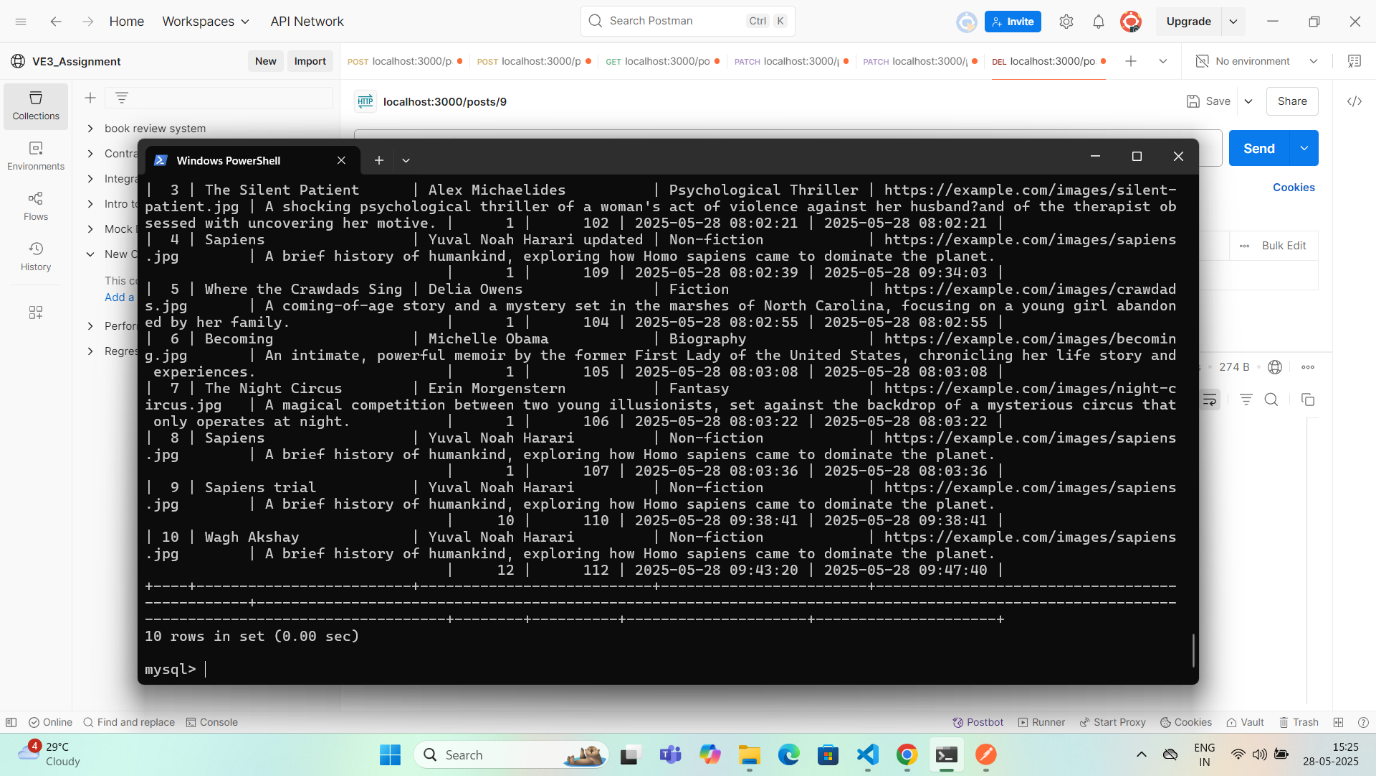 Home
Workspaces
API Network
Search Postman
Ctrl
K
Invite
Upgrade
VE3_Assignment
New
Import
POST localhost:3000/p
POST localhost:3000/p
GET localhost:3000/po
PATCH localhost:3000/
PATCH localhost:3000/
DEL localhost:3000/po
No environment
Collections
Environments
Flows
History
HTTP
localhost:3000/posts/9
Save
Share
book review system
Contra
Integra
Intro to
Mock
New C
This co
Add a
Perfor
Regres
Send
Cookies
Bulk Edit
274 B
Windows PowerShell
|  3 | The Silent Patient      | Alex Michaelides          | Psychological Thriller | https://example.com/images/silent-
patient.jpg | A shocking psychological thriller of a woman's act of violence against her husband?and of the therapist ob
sessed with uncovering her motive. |      1 |      102 | 2025-05-28 08:02:21 | 2025-05-28 08:02:21 |
|  4 | Sapiens                 | Yuval Noah Harari updated | Non-fiction            | https://example.com/images/sapiens
.jpg        | A brief history of humankind, exploring how Homo sapiens came to dominate the planet.
|      1 |      109 | 2025-05-28 08:02:39 | 2025-05-28 09:34:03 |
|  5 | Where the Crawdads Sing | Delia Owens               | Fiction                | https://example.com/images/crawdad
s.jpg       | A coming-of-age story and a mystery set in the marshes of North Carolina, focusing on a young girl abandon
ed by her family.                  |      1 |      104 | 2025-05-28 08:02:55 | 2025-05-28 08:02:55 |
|  6 | Becoming                | Michelle Obama            | Biography              | https://example.com/images/becomin
g.jpg       | An intimate, powerful memoir by the former First Lady of the United States, chronicling her life story and
 experiences.                      |      1 |      105 | 2025-05-28 08:03:08 | 2025-05-28 08:03:08 |
|  7 | The Night Circus        | Erin Morgenstern          | Fantasy                | https://example.com/images/night-c
ircus.jpg   | A magical competition between two young illusionists, set against the backdrop of a mysterious circus that
 only operates at night.           |      1 |      106 | 2025-05-28 08:03:22 | 2025-05-28 08:03:22 |
|  8 | Sapiens                 | Yuval Noah Harari         | Non-fiction            | https://example.com/images/sapiens
.jpg        | A brief history of humankind, exploring how Homo sapiens came to dominate the planet.
|      1 |      107 | 2025-05-28 08:03:36 | 2025-05-28 08:03:36 |
|  9 | Sapiens trial           | Yuval Noah Harari         | Non-fiction            | https://example.com/images/sapiens
.jpg        | A brief history of humankind, exploring how Homo sapiens came to dominate the planet.
|     10 |      110 | 2025-05-28 09:38:41 | 2025-05-28 09:38:41 |
| 10 | Wagh Akshay             | Yuval Noah Harari         | Non-fiction            | https://example.com/images/sapiens
.jpg        | A brief history of humankind, exploring how Homo sapiens came to dominate the planet.
|     12 |      112 | 2025-05-28 09:43:20 | 2025-05-28 09:47:40 |
10 rows in set (0.00 sec)
mysql>
Online
Find and replace
Console
Postbot
Runner
Start Proxy
Cookies
Vault
Trash
4
29°C
Cloudy
Search
ENG
IN
15:25
28-05-2025